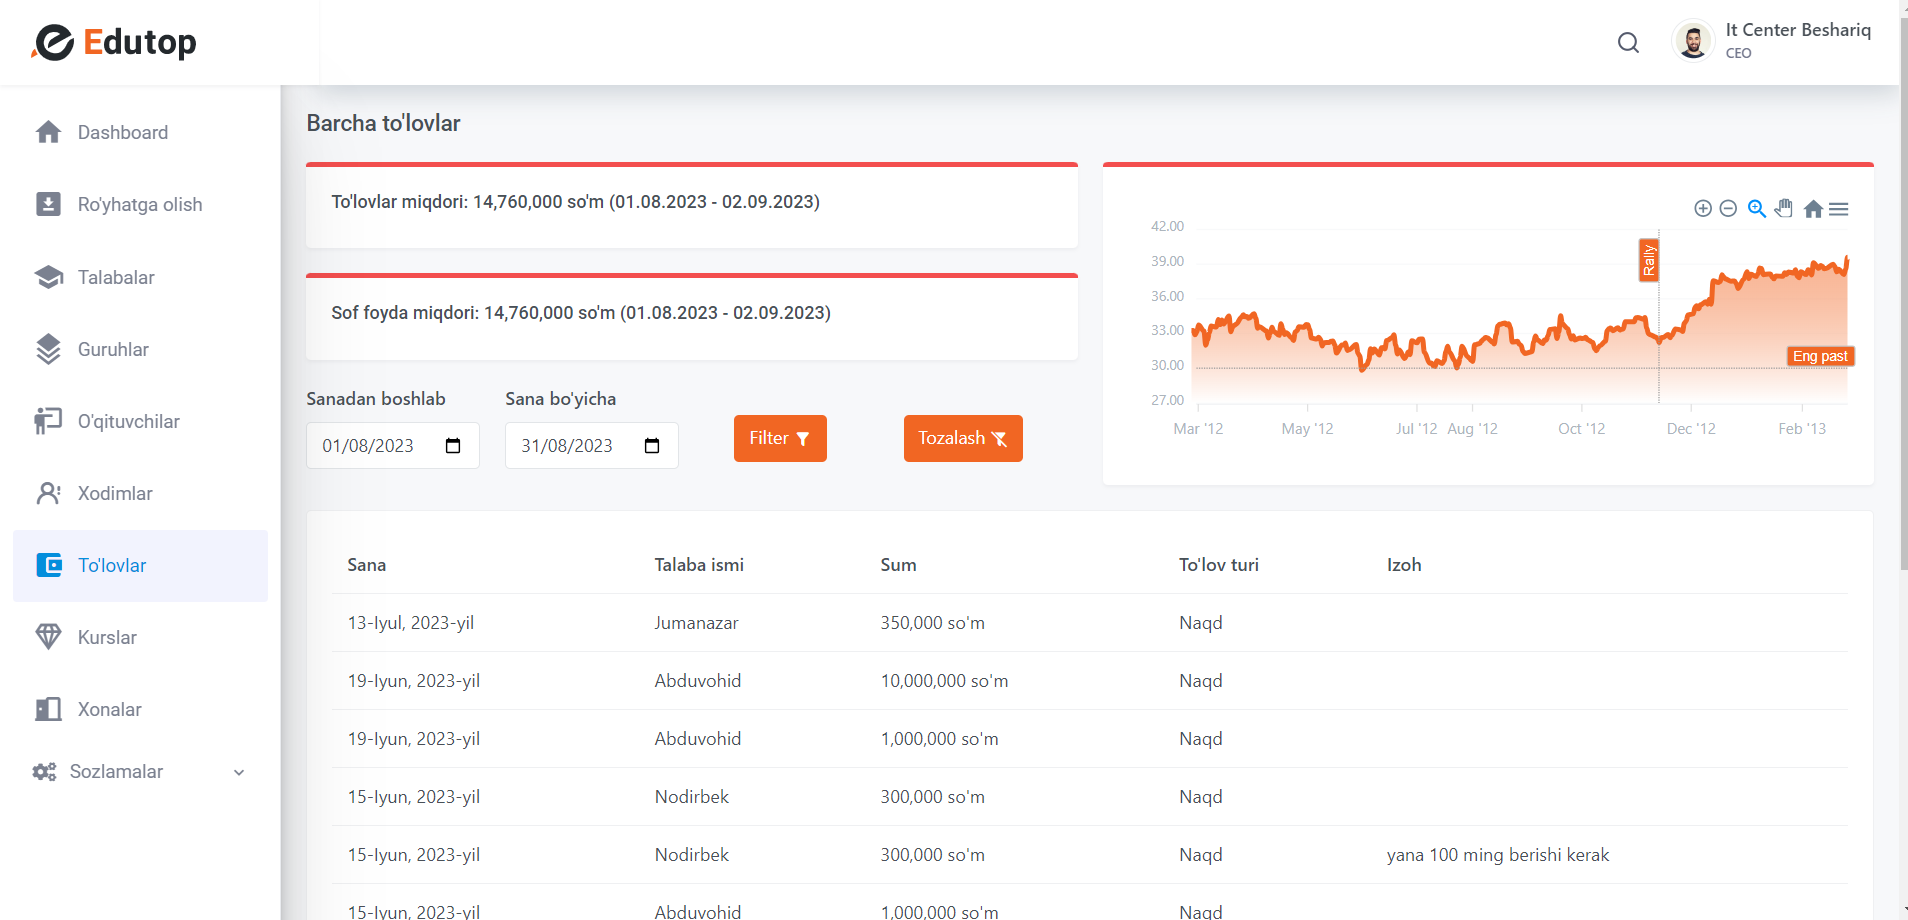 Edutop
It Center Beshariq
CEO
Dashboard
Ro'yhatga olish
Talabalar
Guruhlar
O'qituvchilar
Xodimlar
To'lovlar
Kurslar
Xonalar
Sozlamalar
Barcha to'lovlar
To'lovlar miqdori: 14,760,000 so'm (01.08.2023 - 02.09.2023)
Sof foyda miqdori: 14,760,000 so'm (01.08.2023 - 02.09.2023)
Sanadan boshlab
Sana bo'yicha
01/08/2023
31/08/2023
Filter
Tozalash
42.00
39.00
36.00
33.00
30.00
27.00
Rally
Eng past
Mar '12 May '12 Jul '12 Aug '12 Oct '12 Dec '12 Feb '13
Sana Talaba ismi Sum To'lov turi Izoh
13-Iyul, 2023-yil Jumanazar 350,000 so'm Naqd
19-Iyun, 2023-yil Abduvohid 10,000,000 so'm Naqd
19-Iyun, 2023-yil Abduvohid 1,000,000 so'm Naqd
15-Iyun, 2023-yil Nodirbek 300,000 so'm Naqd
15-Iyun, 2023-yil Nodirbek 300,000 so'm Naqd yana 100 ming berishi kerak
15-Iyun, 2023-yil Abduvohid 1,000,000 so'm Naqd